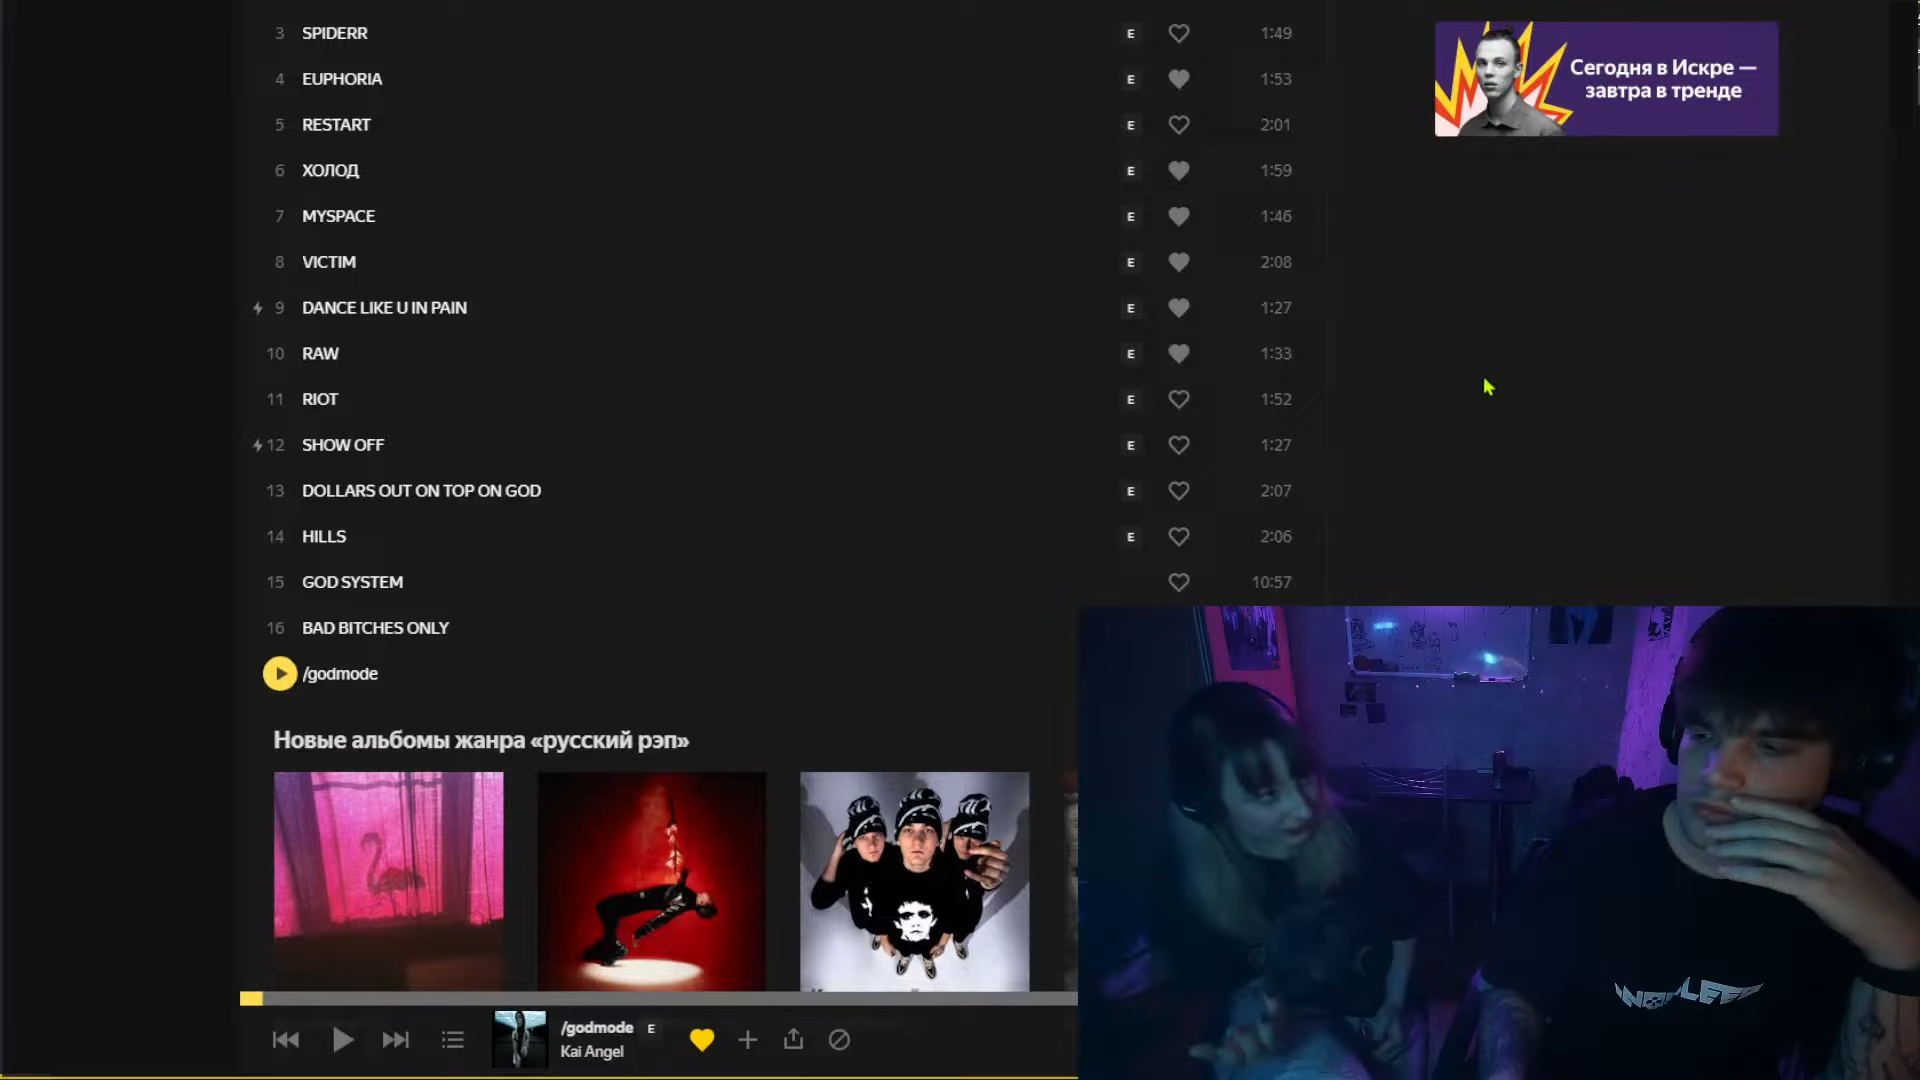 3 SPIDERR E 1:49
4 EUPHORIA E 1:53
5 RESTART E 2:01
6 ХОЛОД E 1:59
7 MYSPACE E 1:46
8 VICTIM E 2:08
9 DANCE LIKE U IN PAIN E 1:27
10 RAW E 1:33
11 RIOT E 1:52
12 SHOW OFF E 1:27
13 DOLLARS OUT ON TOP ON GOD E 2:07
14 HILLS E 2:06
15 GOD SYSTEM 10:57
16 BAD BITCHES ONLY
/godmode
Сегодня в Искре —
завтра в тренде
Новые альбомы жанра «русский рэп»
/godmode E
Kai Angel